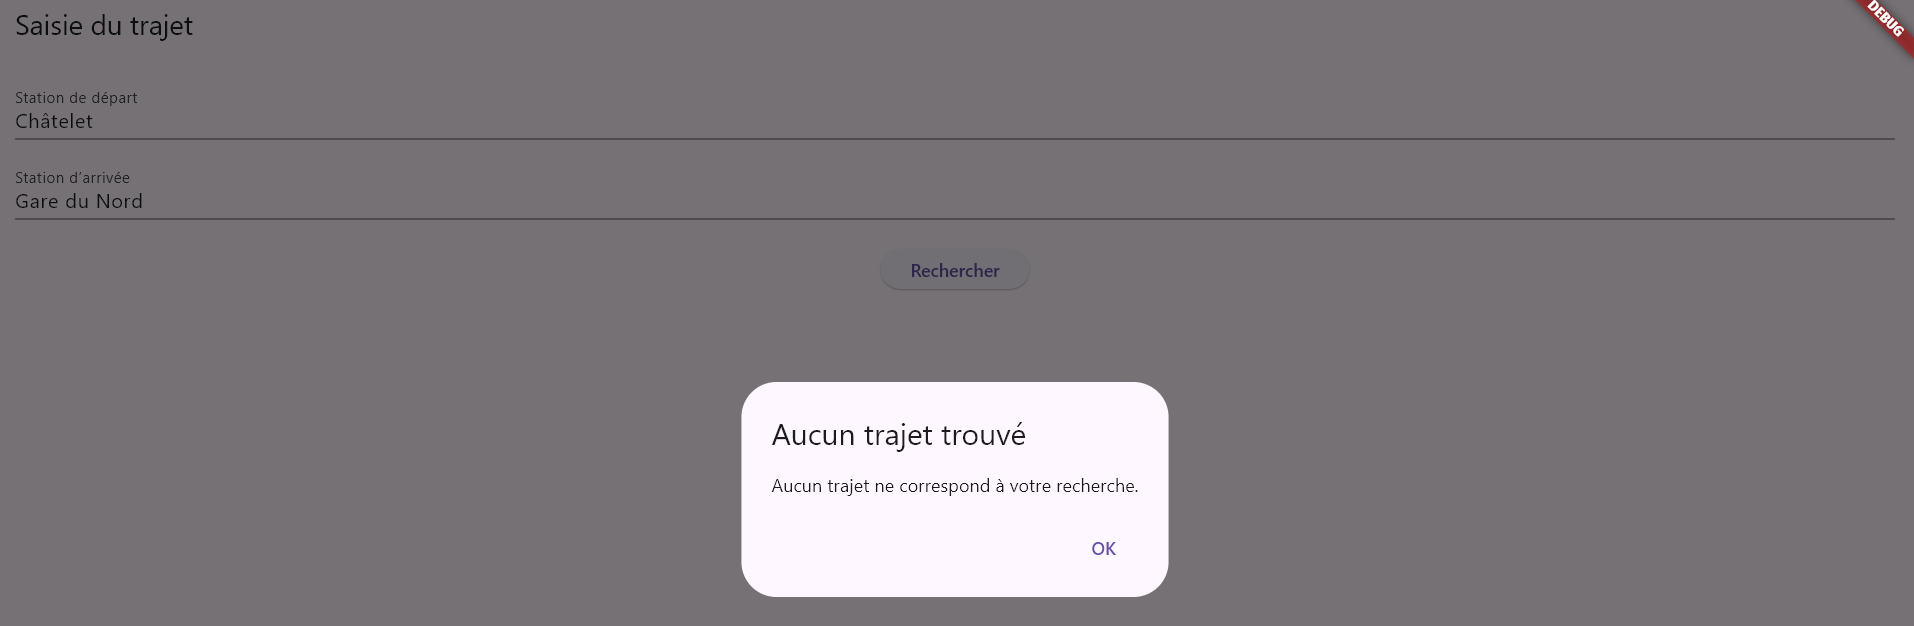 Saisie du trajet
DEBUG
Station de départ
Châtelet
Station d’arrivée
Gare du Nord
Rechercher
Aucun trajet trouvé
Aucun trajet ne correspond à votre recherche.
OK